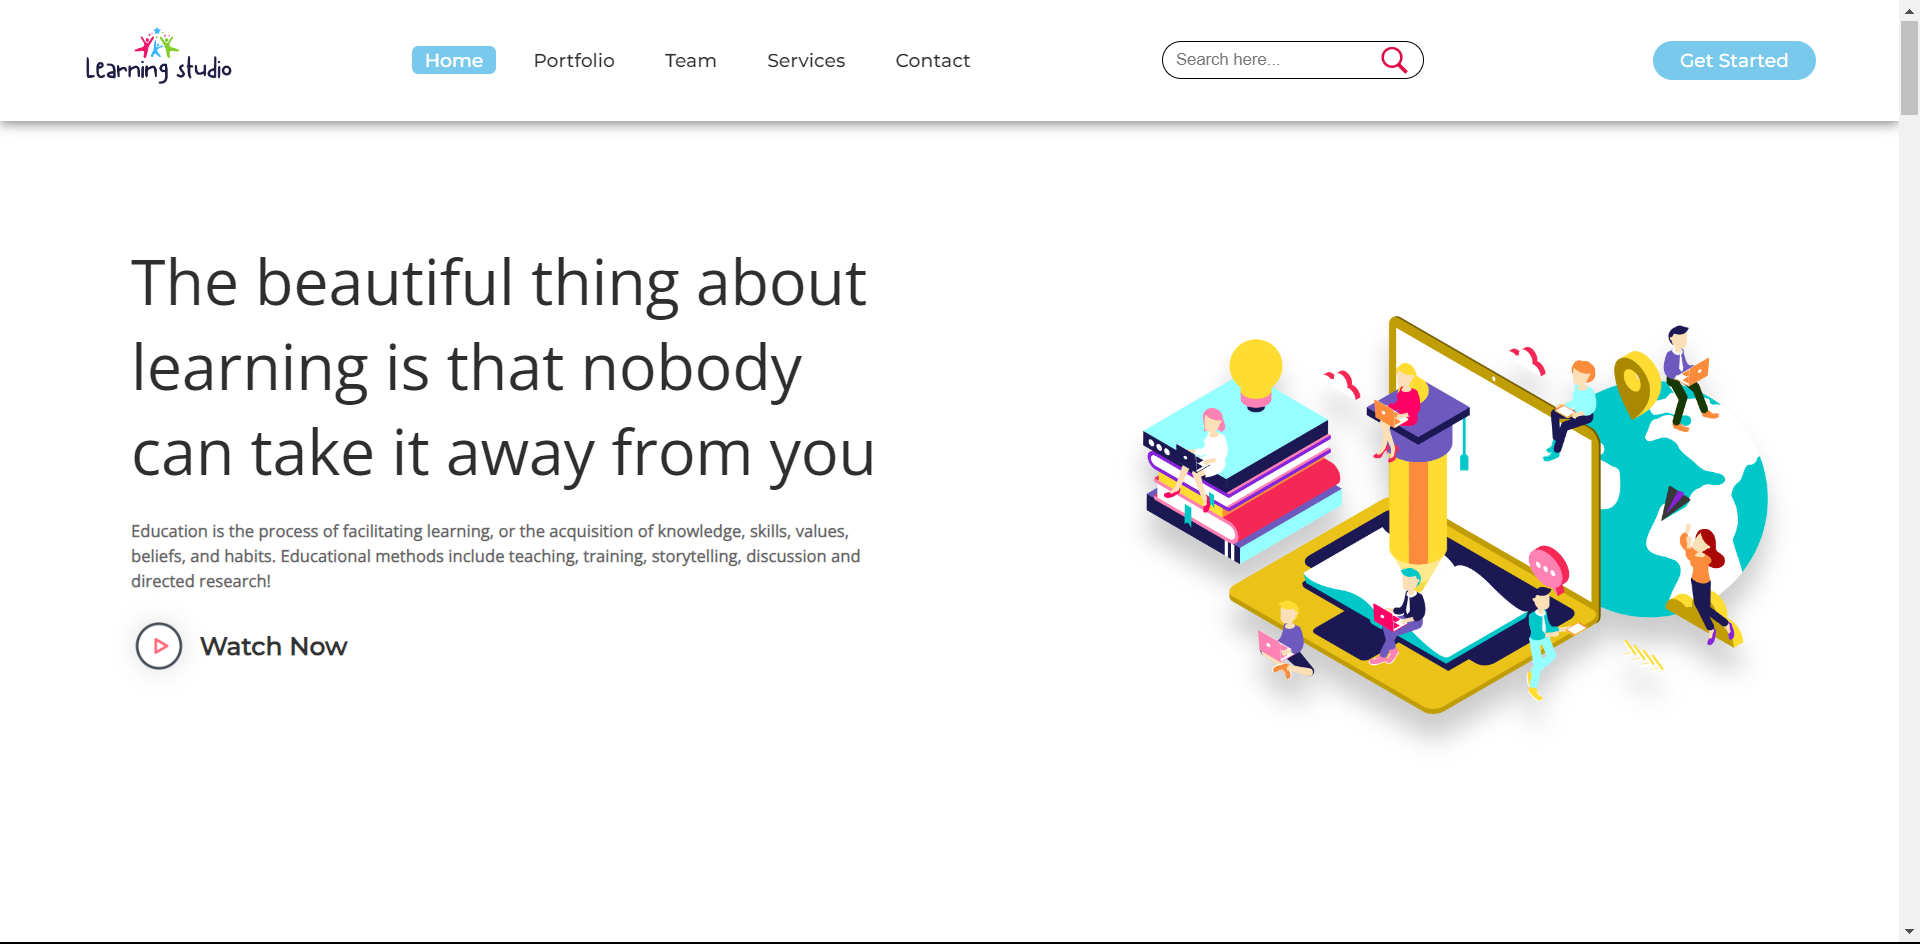 Learning studio
Home Portfolio Team Services Contact
Search here...
Get Started
The beautiful thing about
learning is that nobody
can take it away from you
Education is the process of facilitating learning, or the acquisition of knowledge, skills, values,
beliefs, and habits. Educational methods include teaching, training, storytelling, discussion and
directed research!
Watch Now